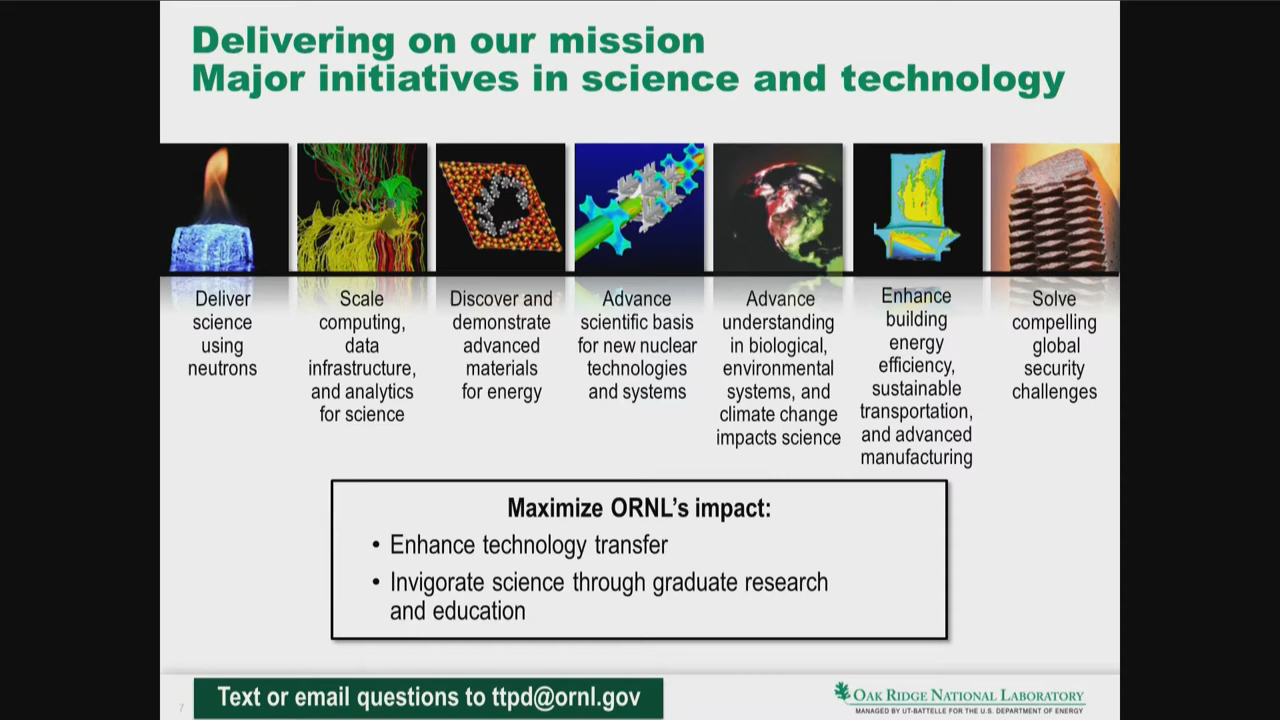 Delivering on our mission
Major initiatives in science and technology
Deliver
science
using
neutrons
Scale
computing,
data
infrastructure,
and analytics
for science
Discover and
demonstrate
advanced
materials
for energy
Advance
scientific basis
for new nuclear
technologies
and systems
Advance
understanding
in biological,
environmental
systems, and
climate change
impacts science
Enhance
building
energy
efficiency,
sustainable
transportation,
and advanced
manufacturing
Solve
compelling
global
security
challenges
Maximize ORNL's impact:
• Enhance technology transfer
• Invigorate science through graduate research
and education
7
Text or email questions to ttpd@ornl.gov
OAK RIDGE NATIONAL LABORATORY
MANAGED BY UT-BATTELLE FOR THE U.S. DEPARTMENT OF ENERGY